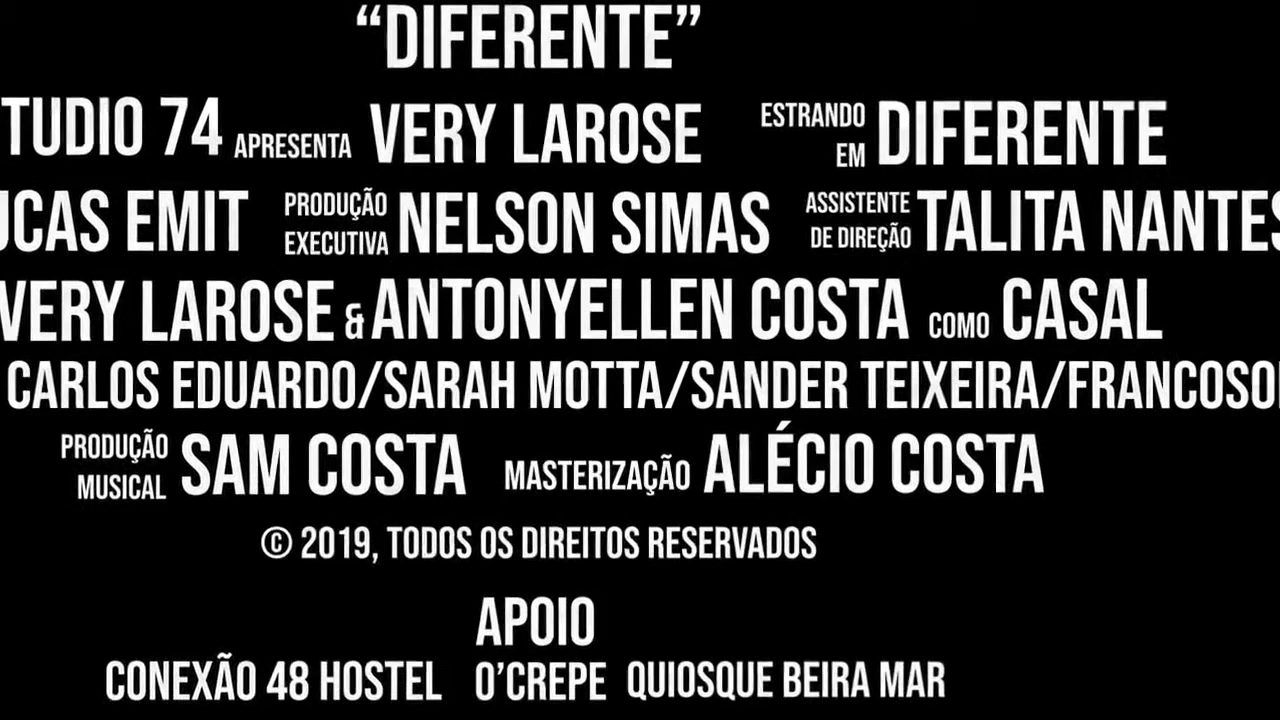 “DIFERENTE”
TUDIO 74 APRESENTA VERY LAROSE ESTRANDO EM DIFERENTE
UCAS EMIT PRODUÇÃO EXECUTIVA NELSON SIMAS ASSISTENTE DE DIREÇÃO TALITA NANTES
VERY LAROSE & ANTONYELLEN COSTA COMO CASAL
CARLOS EDUARDO/SARAH MOTTA/SANDER TEIXEIRA/FRANCOSO
PRODUÇÃO MUSICAL SAM COSTA MASTERIZAÇÃO ALÉCIO COSTA
© 2019, TODOS OS DIREITOS RESERVADOS
APOIO
CONEXÃO 48 HOSTEL O’CREPE QUIOSQUE BEIRA MAR